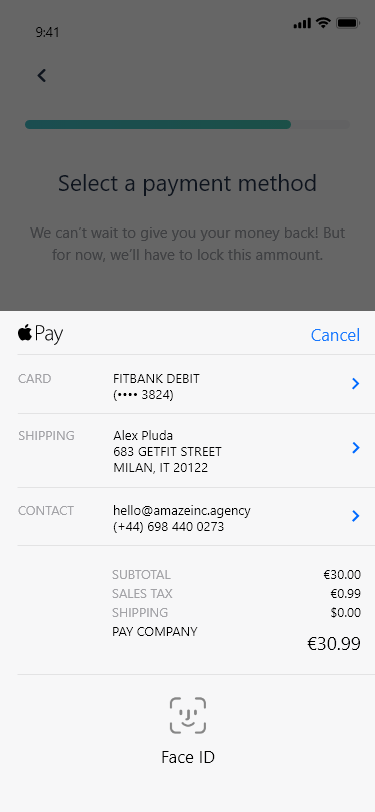 9:41
Select a payment method
We can't wait to give you your money back! But
for now, we'll have to lock this ammount.
Pay
Cancel
CARD
FITBANK DEBIT
(•••• 3824)
SHIPPING
Alex Pluda
683 GETFIT STREET
MILAN, IT 20122
CONTACT
hello@amazeinc.agency
(+44) 698 440 0273
SUBTOTAL €30.00
SALES TAX €0.99
SHIPPING $0.00
PAY COMPANY €30.99
Face ID